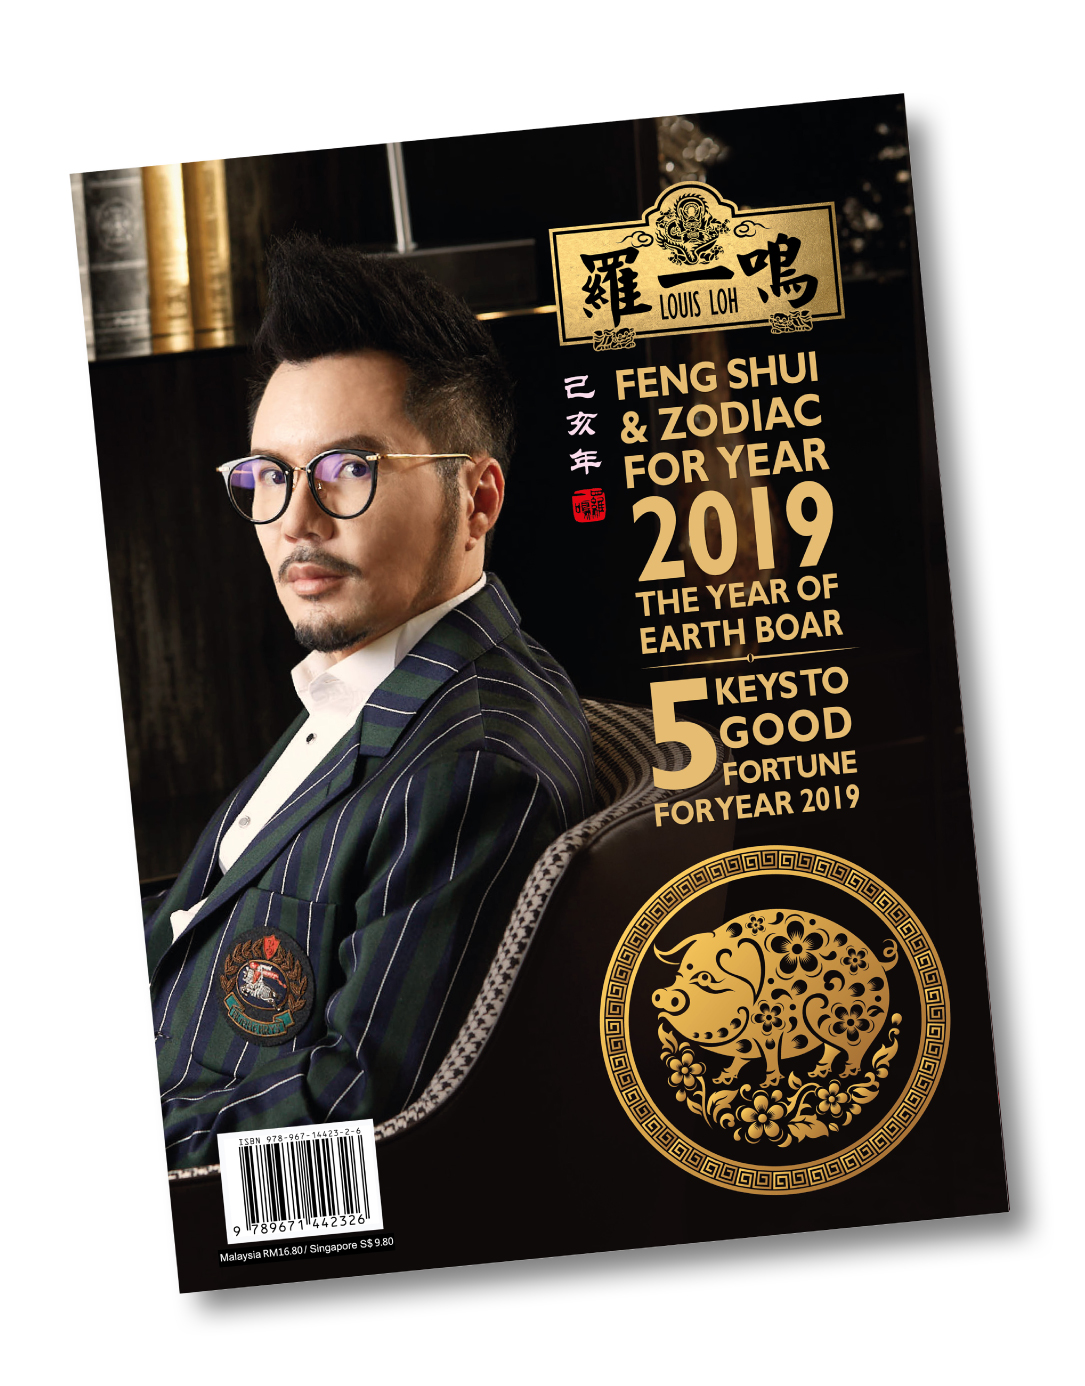 羅一鳴
LOUIS LOH
己亥年
FENG SHUI
& ZODIAC
FOR YEAR
2019
THE YEAR OF
EARTH BOAR
5 KEYS TO
GOOD
FORTUNE
FOR YEAR 2019
ISBN 978-967-14423-2-6
9 789671 442326
Malaysia RM16.80 / Singapore S$ 9.80